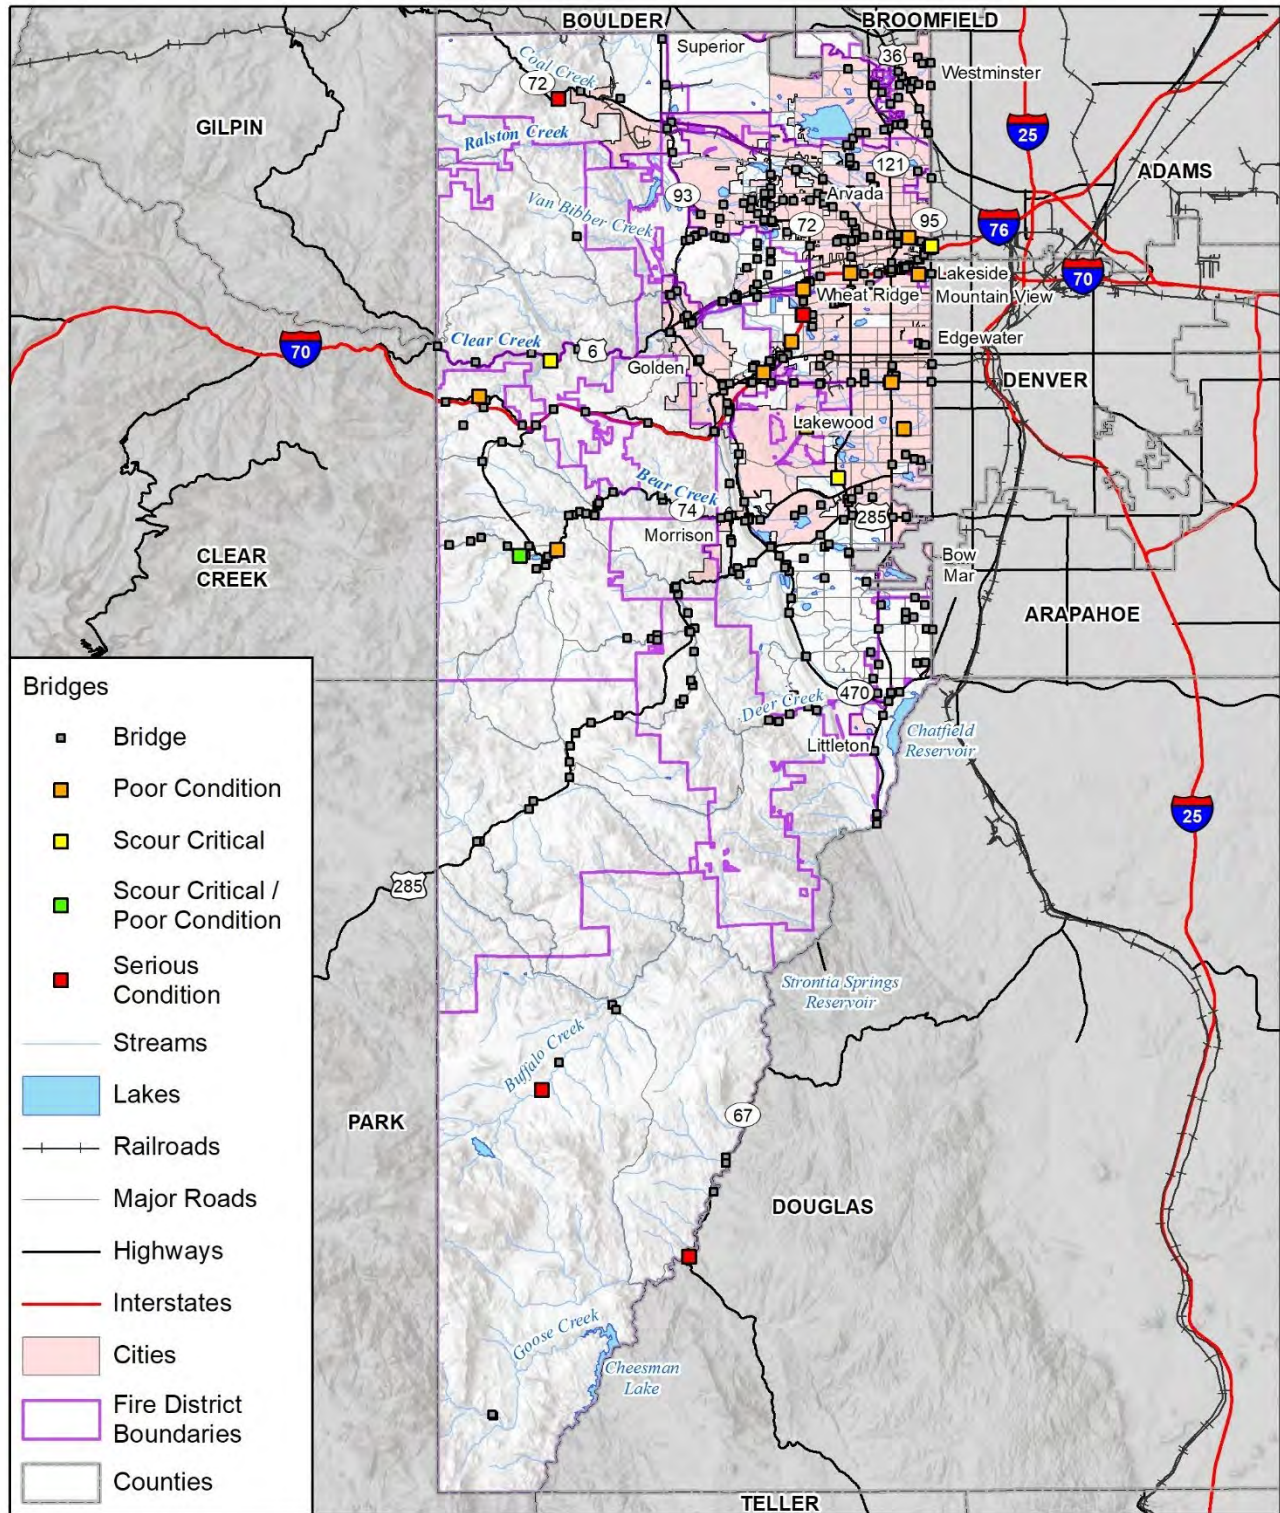 BOULDER
BROOMFIELD
Superior
36
Westminster
Coal Creek
72
GILPIN
25
Ralston Creek
121
ADAMS
Arvada
93
Van Bibber Creek
72
95
76
Lakeside
70
Wheat Ridge
Mountain View
Clear Creek
6
Edgewater
70
Golden
DENVER
Lakewood
Bear Creek
74
285
Morrison
CLEAR
CREEK
Bow
Mar
ARAPAHOE
470
Deer Creek
Chatfield
Reservoir
Littleton
25
285
Strontia Springs
Reservoir
Buffalo Creek
PARK
67
DOUGLAS
Goose Creek
Cheesman
Lake
TELLER
Bridges
Bridge
Poor Condition
Scour Critical
Scour Critical /
Poor Condition
Serious
Condition
Streams
Lakes
Railroads
Major Roads
Highways
Interstates
Cities
Fire District
Boundaries
Counties